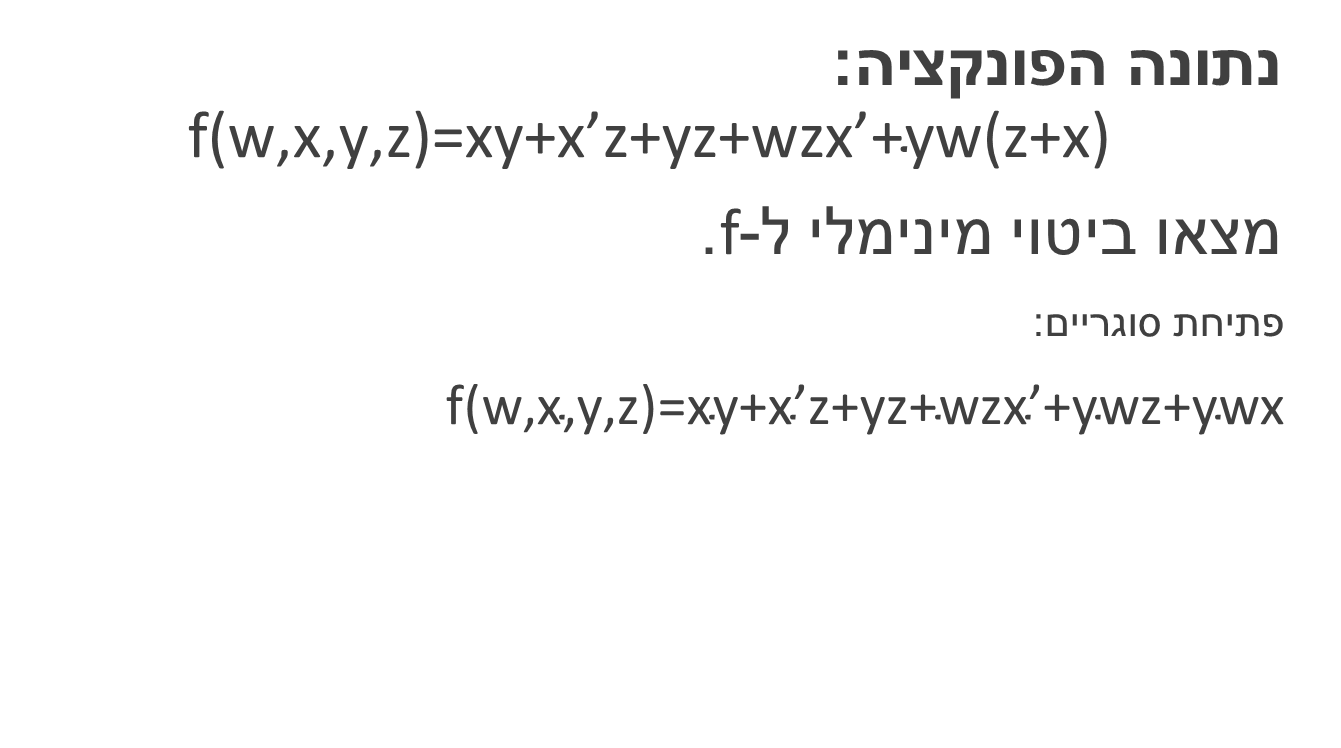 נתונה הפונקציה:
f(w,x,y,z)=xy+x’z+yz+wzx’+yw(z+x)
מצאו ביטוי מינימלי ל-f.
פתיחת סוגריים:
f(w,x,y,z)=xy+x’z+yz+wzx’+ywz+ywx